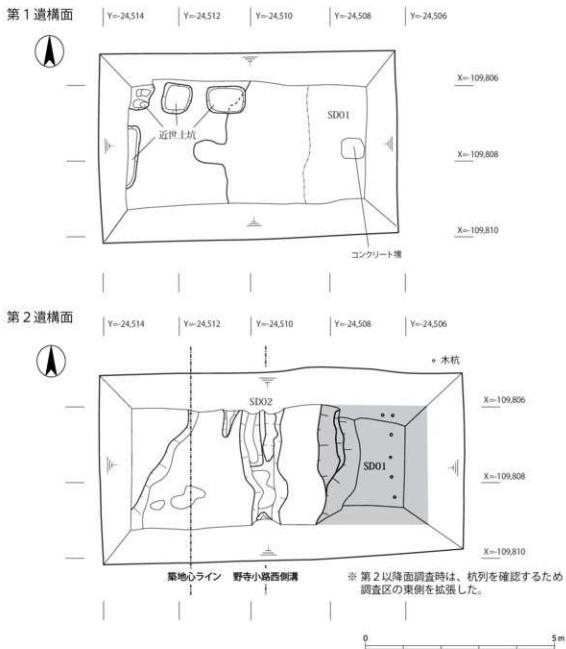 第1遺構面
Y=-24,514 Y=-24,512 Y=-24,510 Y=-24,508 Y=-24,506
X=-109,806
SD01
近世土坑
X=-109,808
X=-109,810
コンクリート塊
第2遺構面
Y=-24,514 Y=-24,512 Y=-24,510 Y=-24,508 Y=-24,506
木杭
SD02
X=-109,806
SD01
X=-109,808
X=-109,810
築地心ライン 野寺小路西側溝
※ 第2以降面調査時は、杭列を確認するため
調査区の東側を拡張した。
0 5m